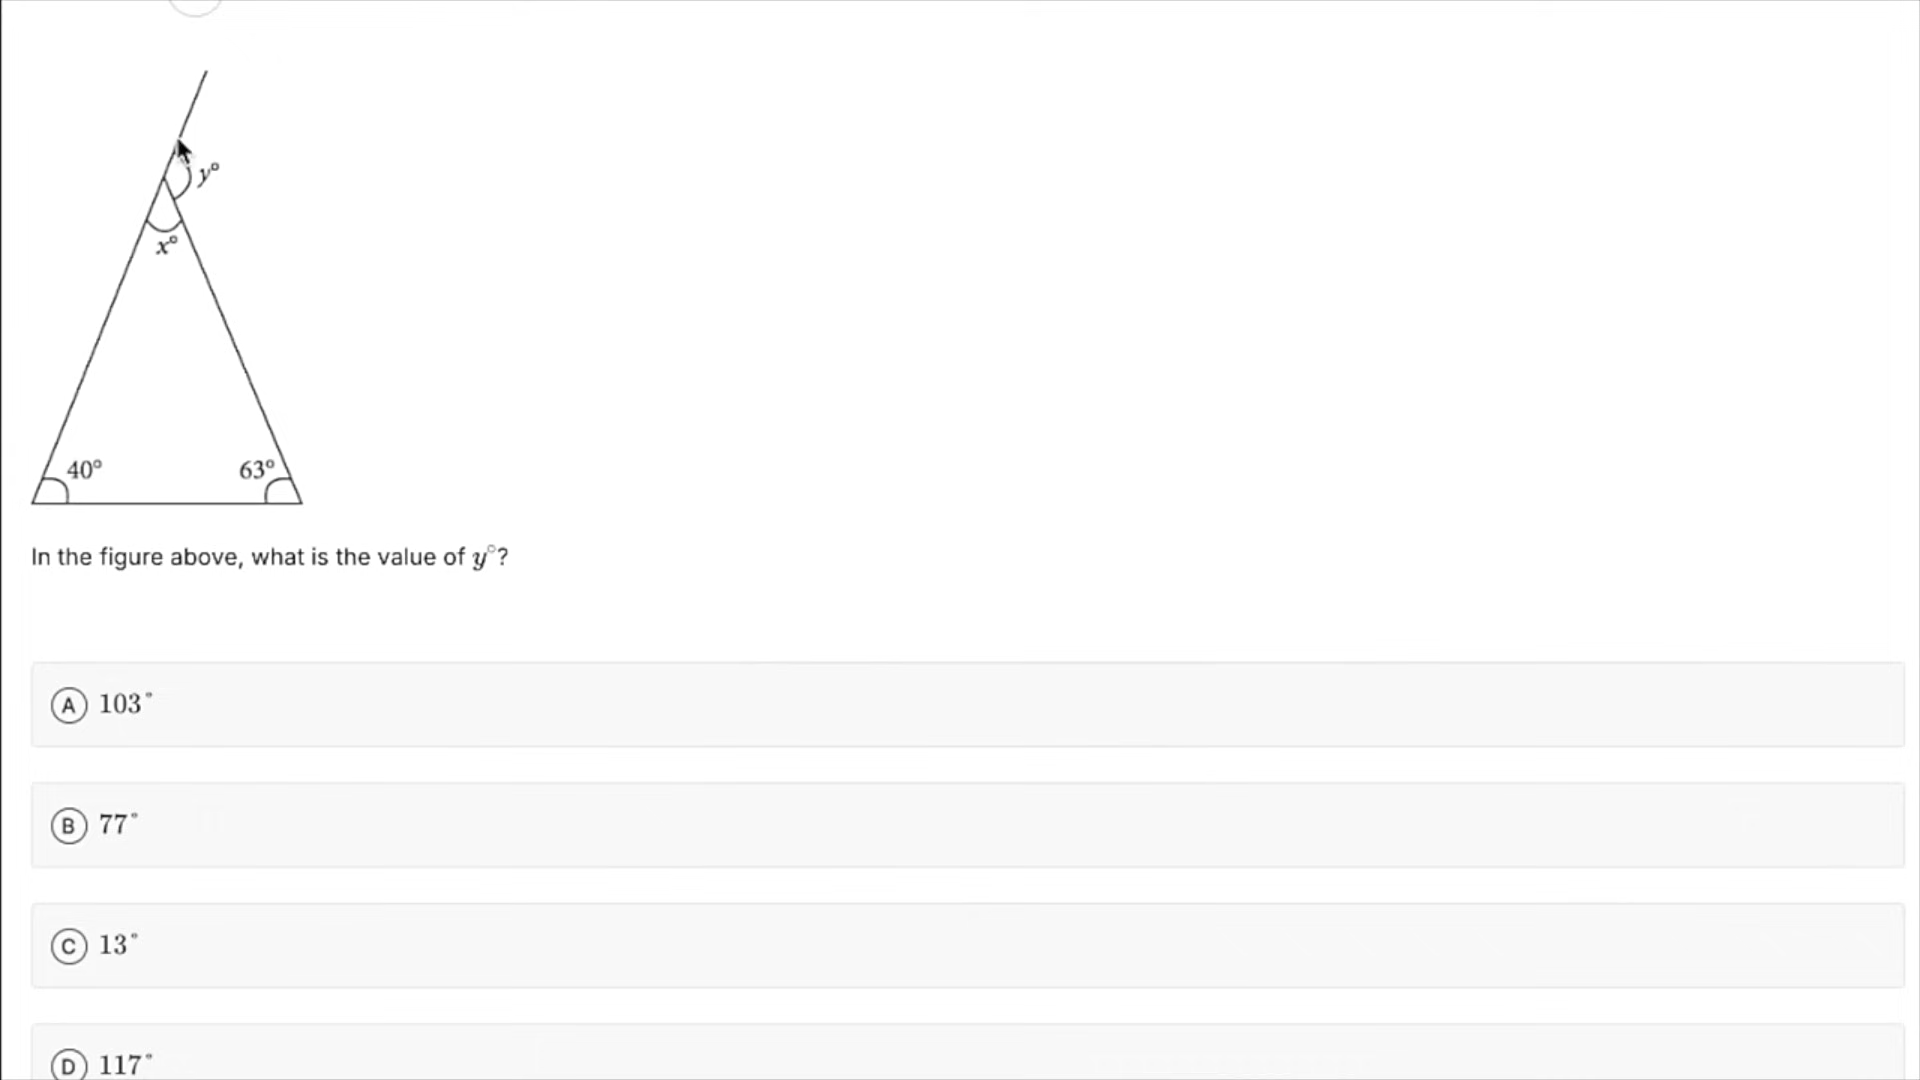 y°
x°
40° 63°
In the figure above, what is the value of y°?
A 103°
B 77°
C 13°
D 117°